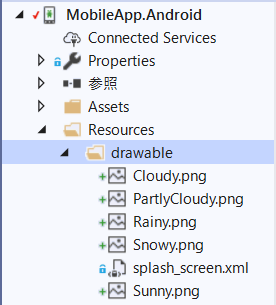 MobileApp.Android
Connected Services
Properties
参照
Assets
Resources
drawable
Cloudy.png
PartlyCloudy.png
Rainy.png
Snowy.png
splash_screen.xml
Sunny.png